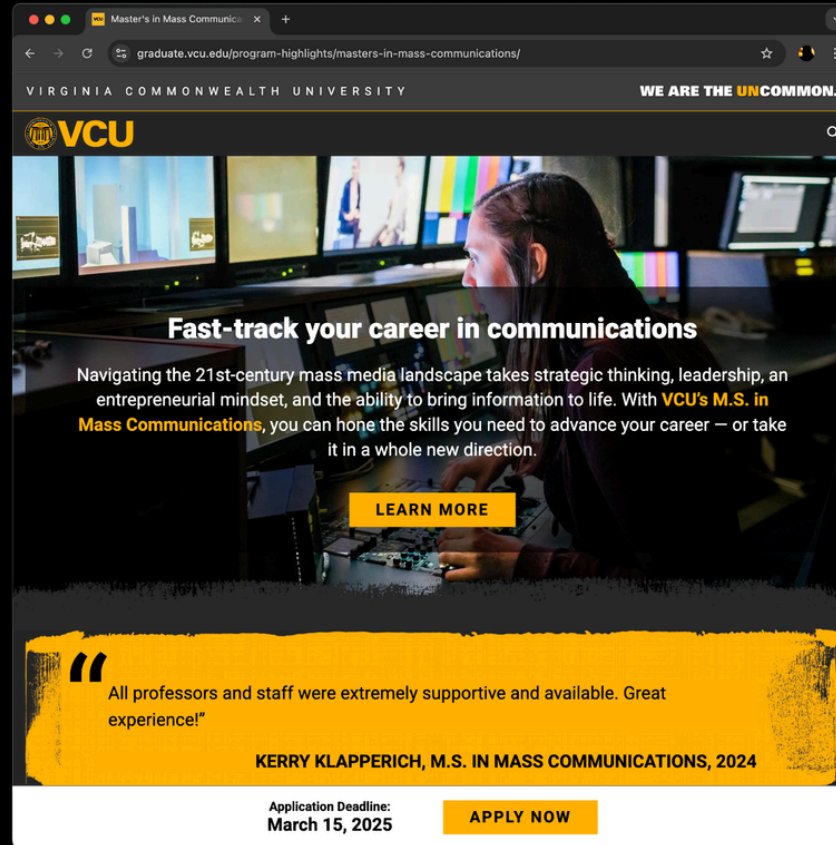 Master's in Mass Communica
graduate.vcu.edu/program-highlights/masters-in-mass-communications/
VIRGINIA COMMONWEALTH UNIVERSITY
WE ARE THE UNCOMMON.
VCU
Fast-track your career in communications
Navigating the 21st-century mass media landscape takes strategic thinking, leadership, an
entrepreneurial mindset, and the ability to bring information to life. With VCU's M.S. in
Mass Communications, you can hone the skills you need to advance your career — or take
it in a whole new direction.
LEARN MORE
“
All professors and staff were extremely supportive and available. Great
experience!”
KERRY KLAPPERICH, M.S. IN MASS COMMUNICATIONS, 2024
Application Deadline:
March 15, 2025
APPLY NOW